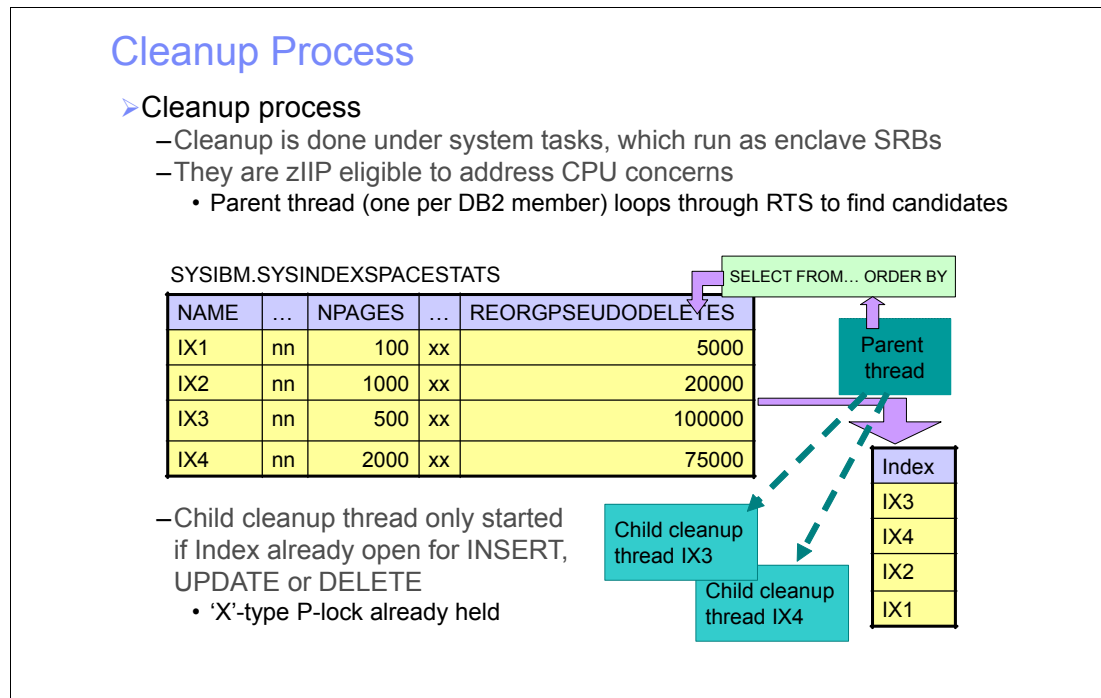 Cleanup Process
➢Cleanup process
–Cleanup is done under system tasks, which run as enclave SRBs
–They are zIIP eligible to address CPU concerns
• Parent thread (one per DB2 member) loops through RTS to find candidates
SYSIBM.SYSINDEXSPACESTATS
SELECT FROM… ORDER BY
NAME … NPAGES … REORGPSEUDODELETES
IX1 nn 100 xx 5000
IX2 nn 1000 xx 20000
IX3 nn 500 xx 100000
IX4 nn 2000 xx 75000
Parent
thread
Index
IX3
IX4
IX2
IX1
–Child cleanup thread only started
if Index already open for INSERT,
UPDATE or DELETE
• ‘X’-type P-lock already held
Child cleanup
thread IX3
Child cleanup
thread IX4